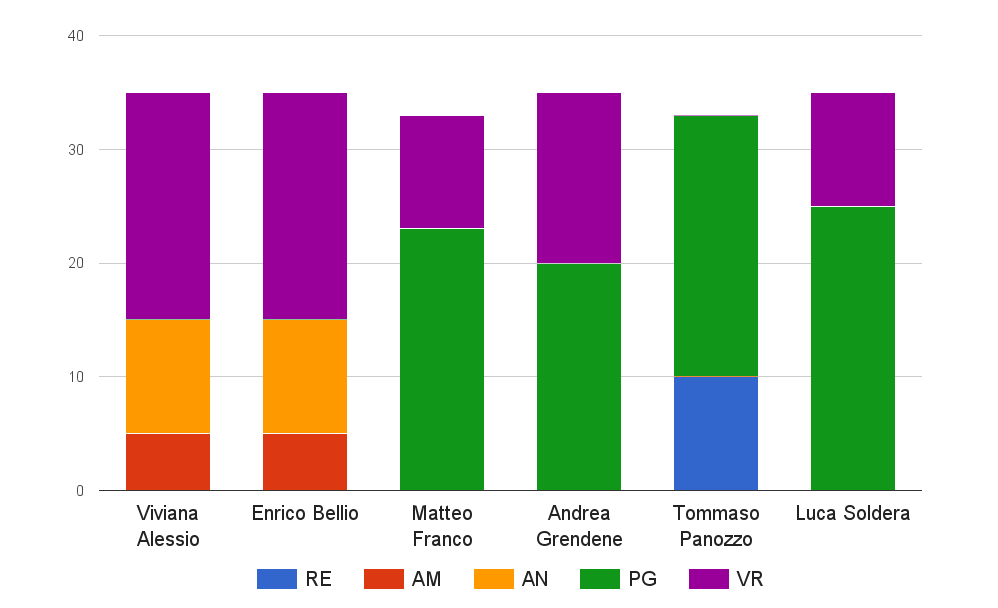 40
30
20
10
0
Viviana Alessio
Enrico Bellio
Matteo Franco
Andrea Grendene
Tommaso Panozzo
Luca Soldera
RE AM AN PG VR